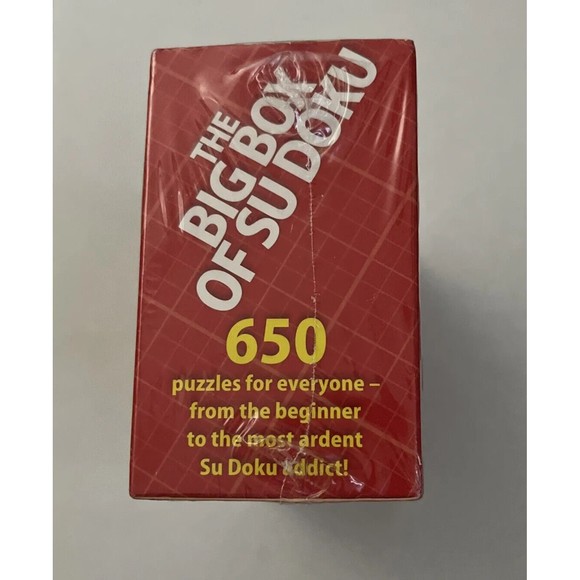 THE
BIG BOX
OF SU DOKU
650
puzzles for everyone –
from the beginner
to the most ardent
Su Doku addict!